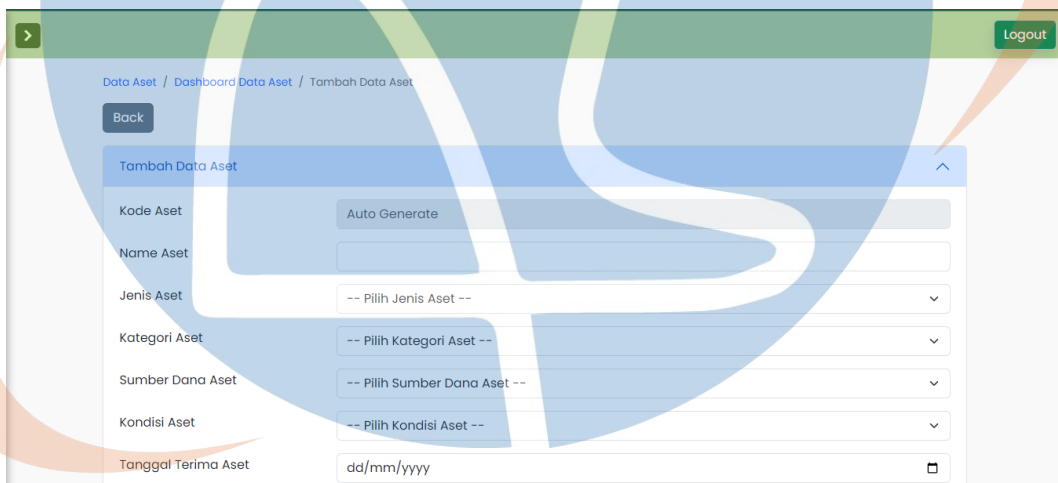 Logout
Data Aset / Dashboard Data Aset / Tambah Data Aset
Back
Tambah Data Aset
Kode Aset Auto Generate
Name Aset
Jenis Aset -- Pilih Jenis Aset --
Kategori Aset -- Pilih Kategori Aset --
Sumber Dana Aset -- Pilih Sumber Dana Aset --
Kondisi Aset -- Pilih Kondisi Aset --
Tanggal Terima Aset dd/mm/yyyy